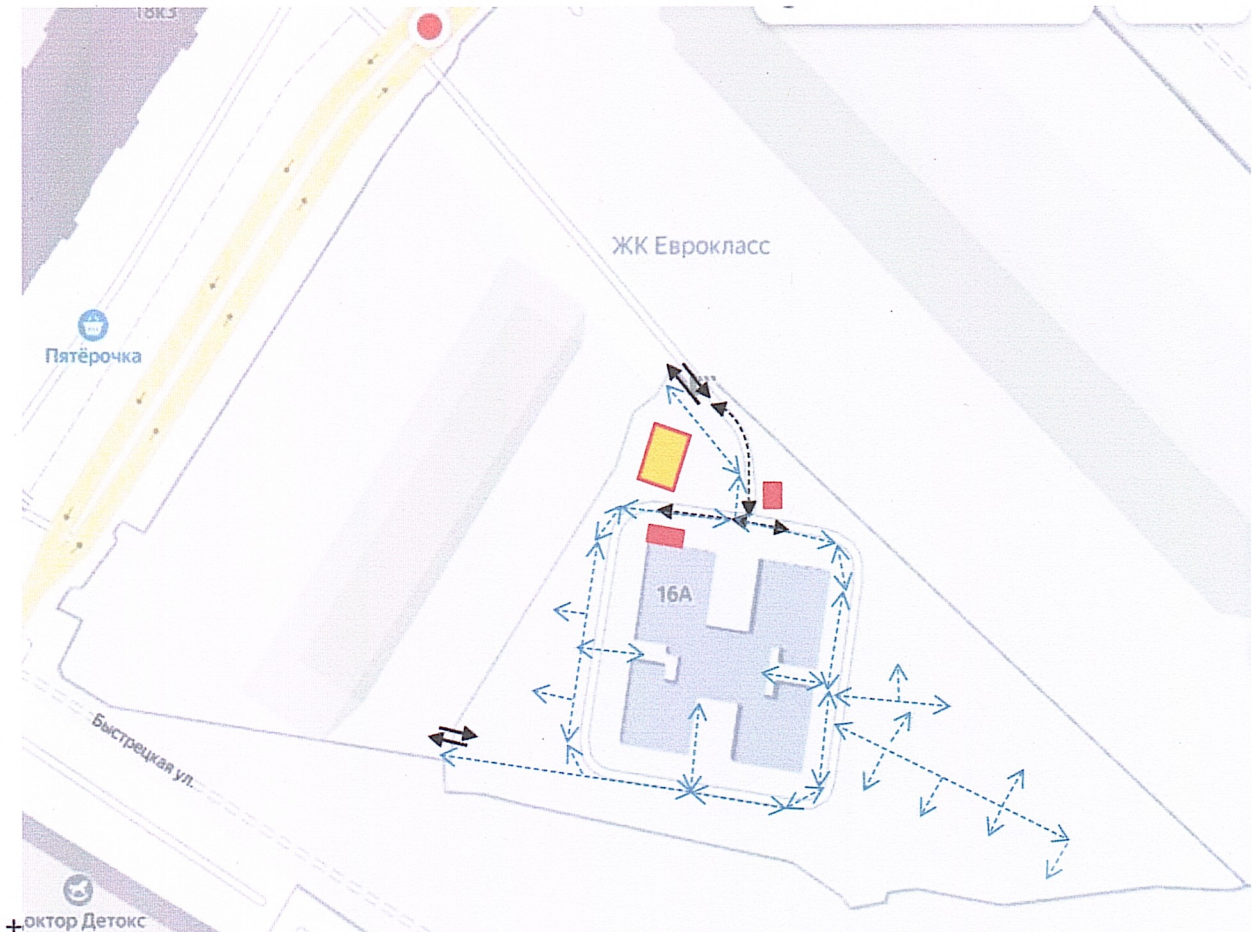 18к3
ЖК Еврокласс
Пятёрочка
16А
Быстрецкая ул.
октор Детокс